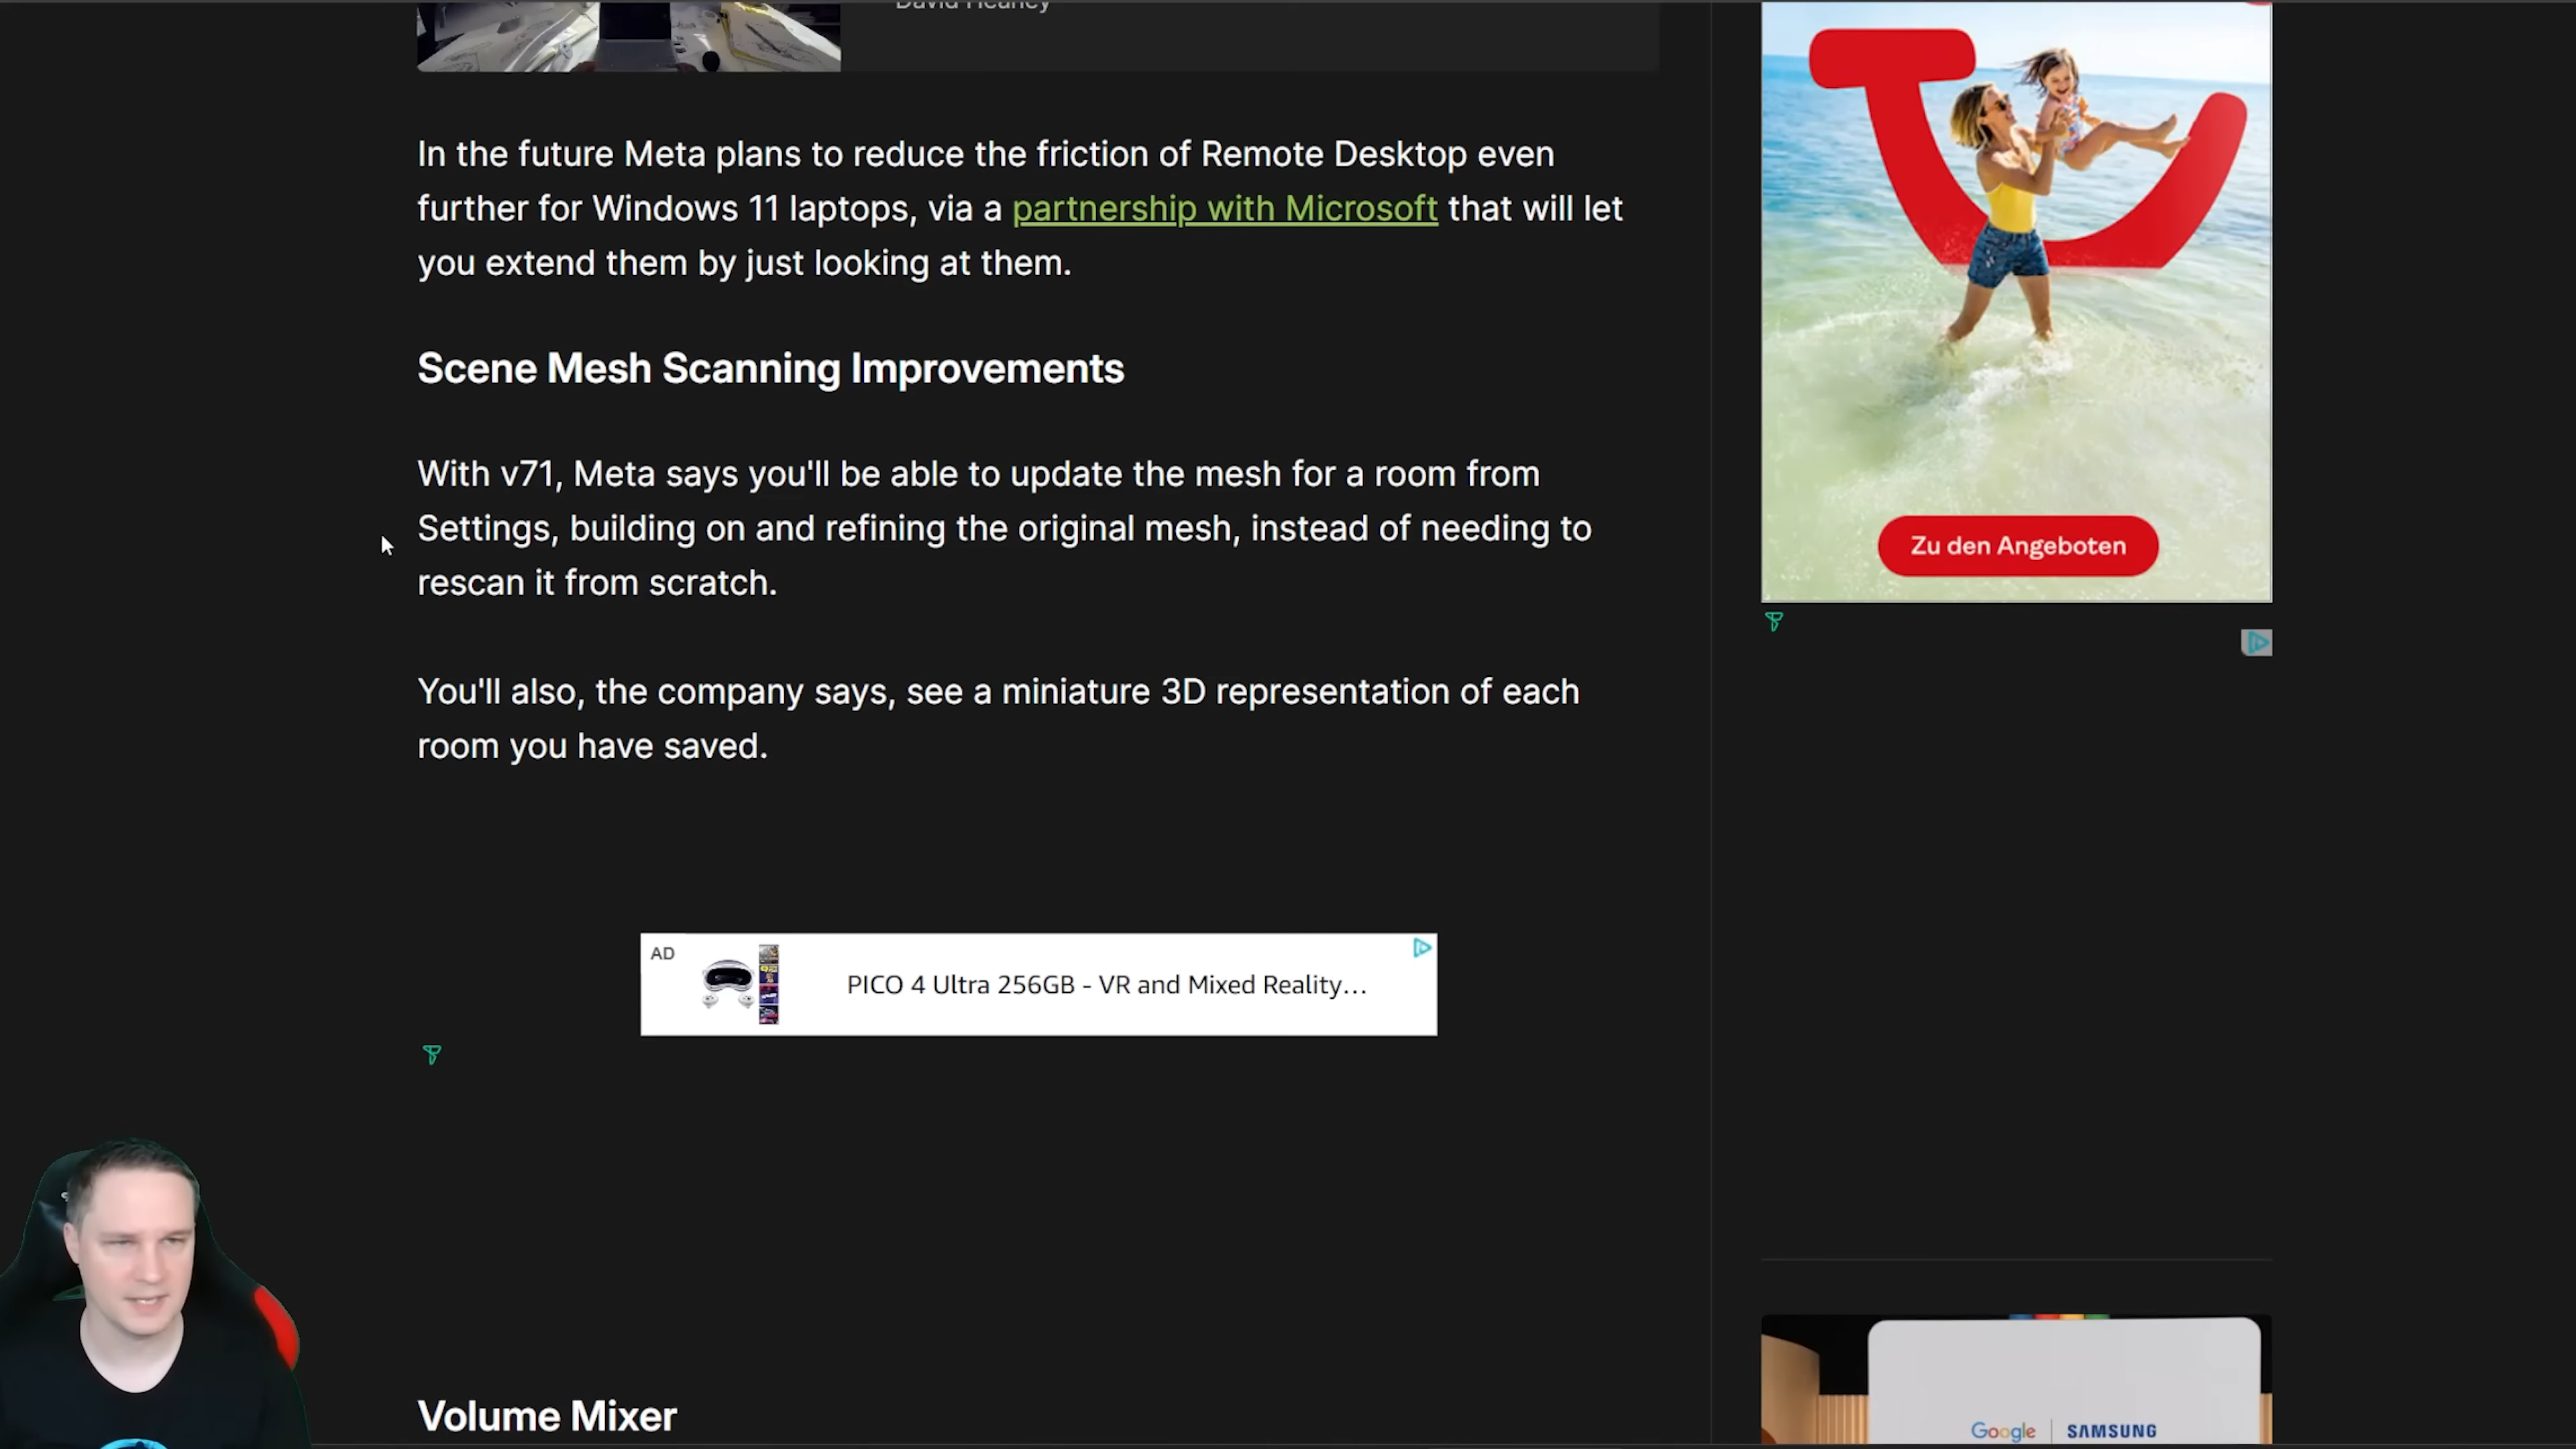 David Heaney
In the future Meta plans to reduce the friction of Remote Desktop even
further for Windows 11 laptops, via a partnership with Microsoft that will let
you extend them by just looking at them.
Scene Mesh Scanning Improvements
With v71, Meta says you'll be able to update the mesh for a room from
Settings, building on and refining the original mesh, instead of needing to
rescan it from scratch.
You'll also, the company says, see a miniature 3D representation of each
room you have saved.
AD
PICO 4 Ultra 256GB - VR and Mixed Reality...
Volume Mixer
Zu den Angeboten
Google | SAMSUNG